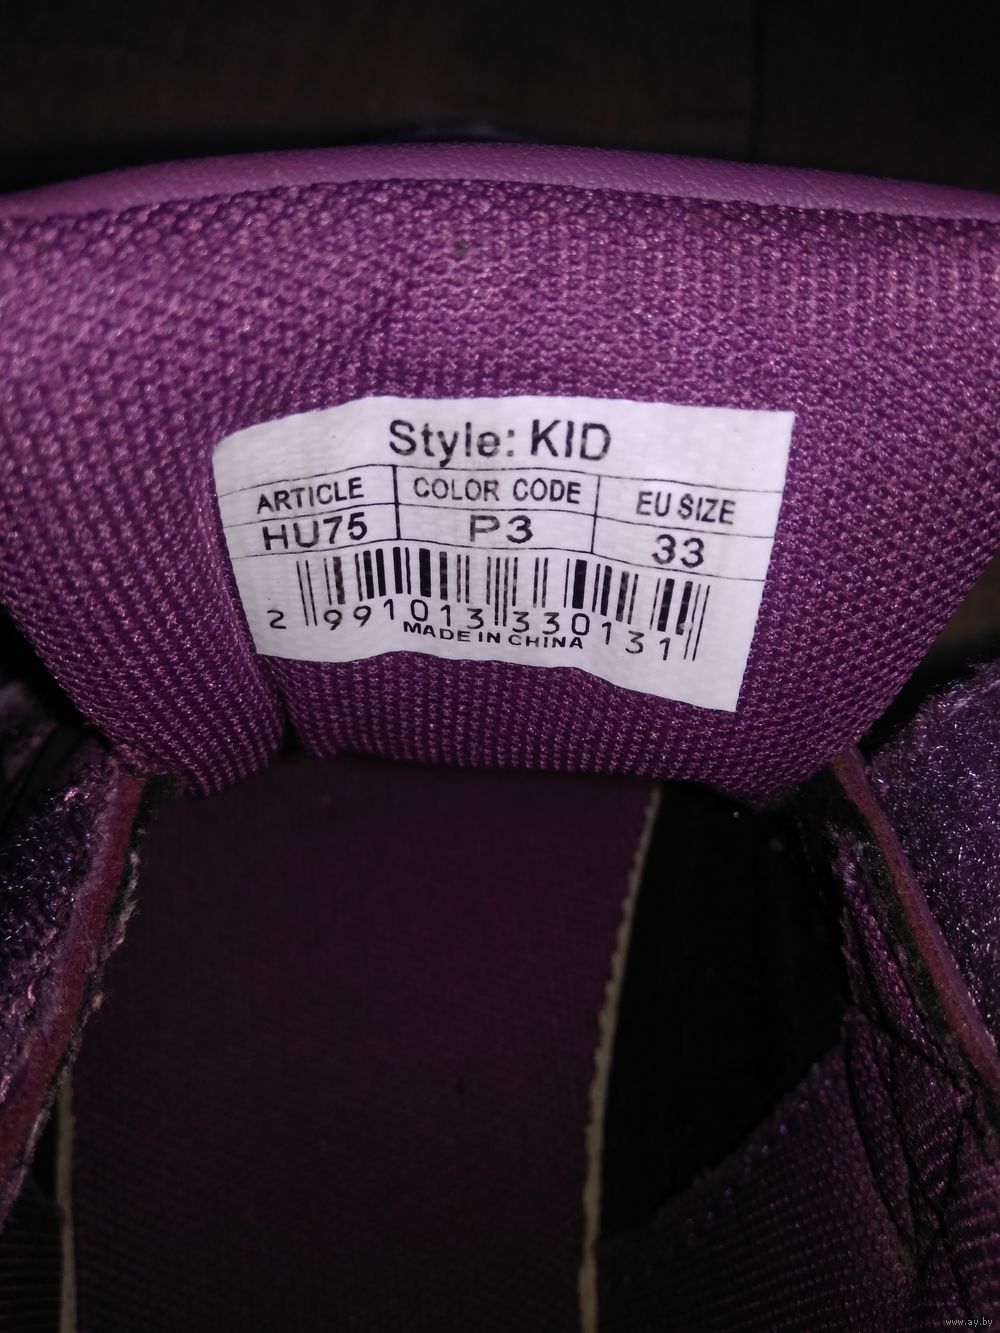 Style: KID
ARTICLE COLOR CODE EU SIZE
HU75 P3 33
2 991013 330131
MADE IN CHINA
www.ay.by